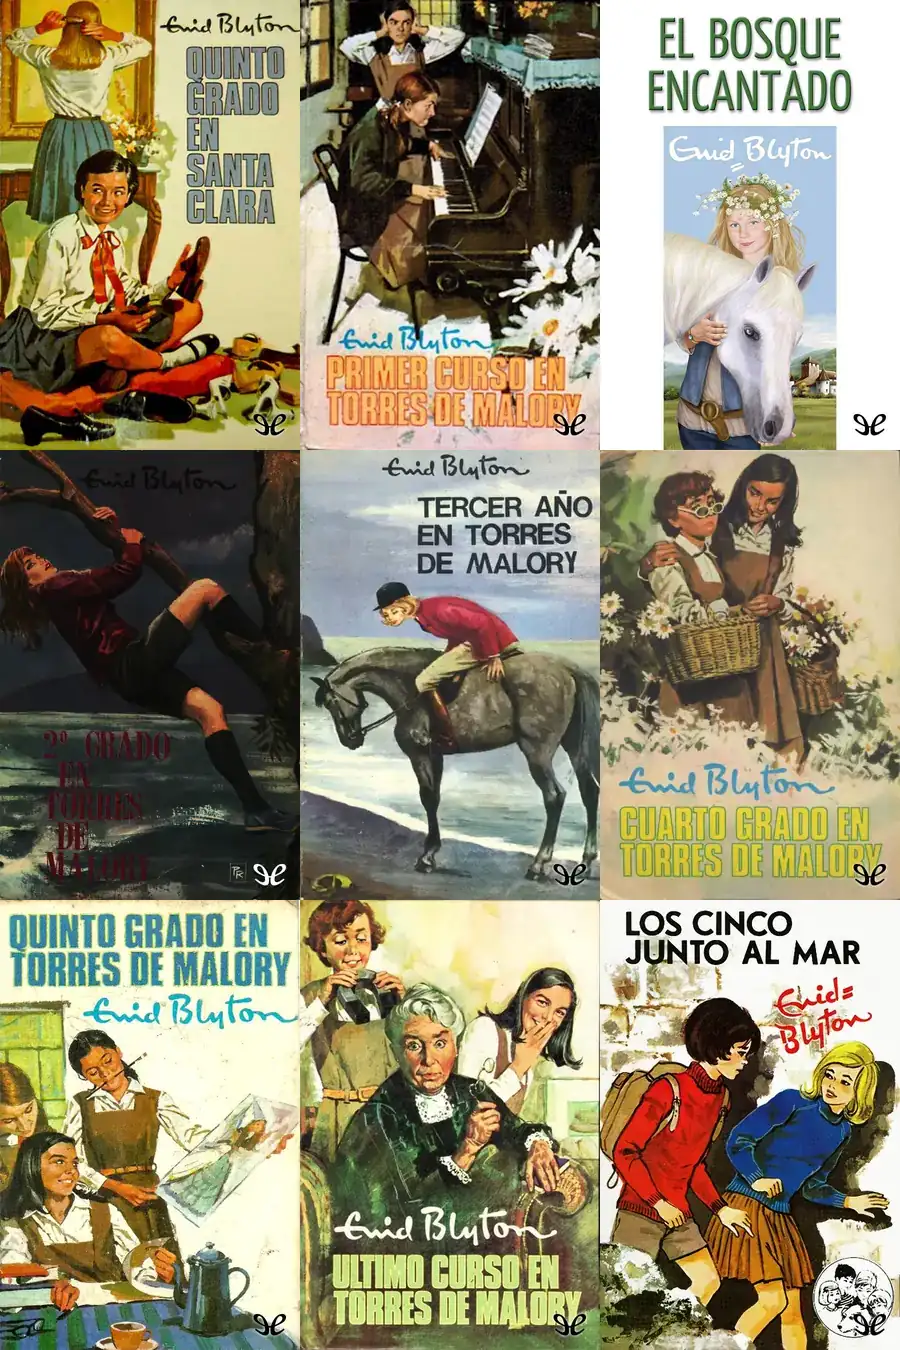 Enid Blyton
QUINTO
GRADO
EN
SANTA
CLARA
Enid Blyton
PRIMER CURSO EN
TORRES DE MALORY
EL BOSQUE
ENCANTADO
Enid Blyton
Enid Blyton
2º GRADO
EN
TORRES
DE
MALORY
PR
Enid Blyton
TERCER AÑO
EN TORRES
DE MALORY
Enid Blyton
CUARTO GRADO EN
TORRES DE MALORY
QUINTO GRADO EN
TORRES DE MALORY
Enid Blyton
Enid Blyton
ULTIMO CURSO EN
TORRES DE MALORY
LOS CINCO
JUNTO AL MAR
Enid
Blyton